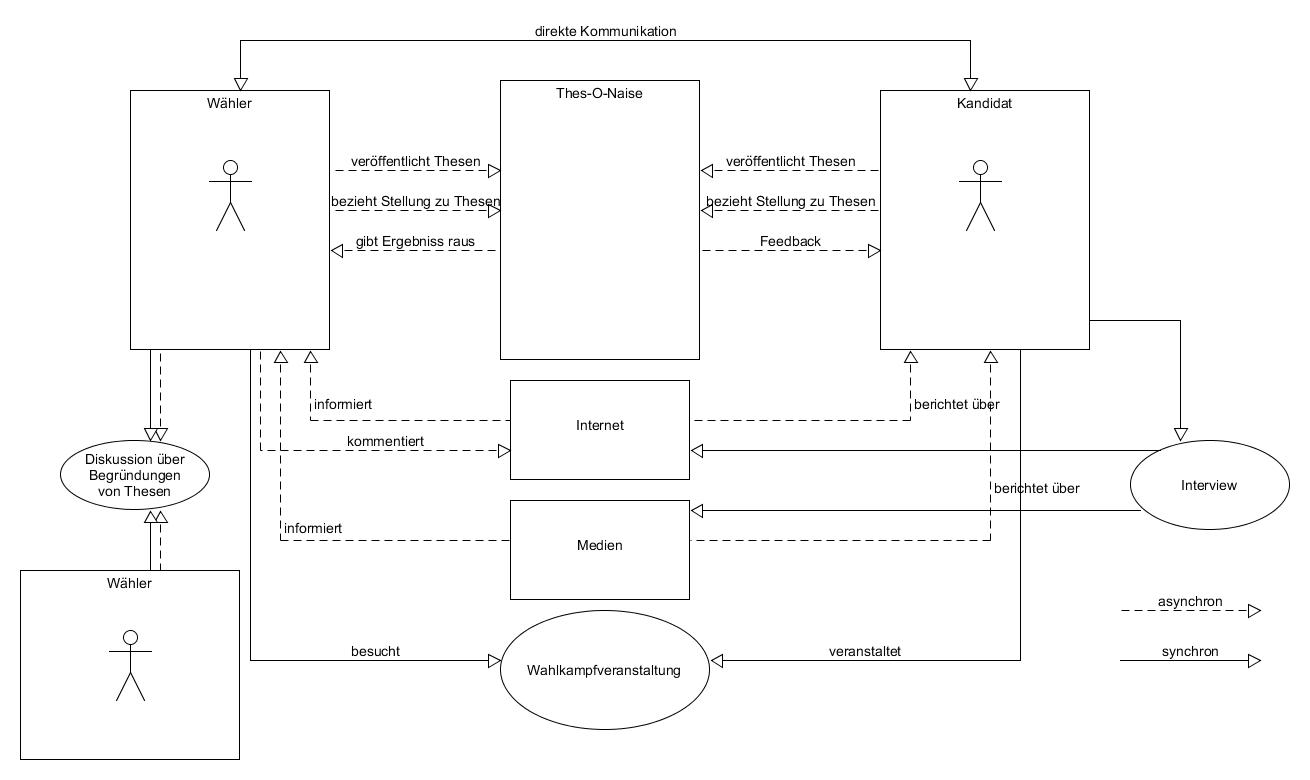 direkte Kommunikation
Wähler
Thes-O-Naise
Kandidat
veröffentlicht Thesen
veröffentlicht Thesen
bezieht Stellung zu Thesen
bezieht Stellung zu Thesen
gibt Ergebniss raus
Feedback
informiert
berichtet über
Internet
kommentiert
Diskussion über
Begründungen
von Thesen
Interview
berichtet über
informiert
Medien
Wähler
asynchron
besucht
veranstaltet
synchron
Wahlkampfveranstaltung